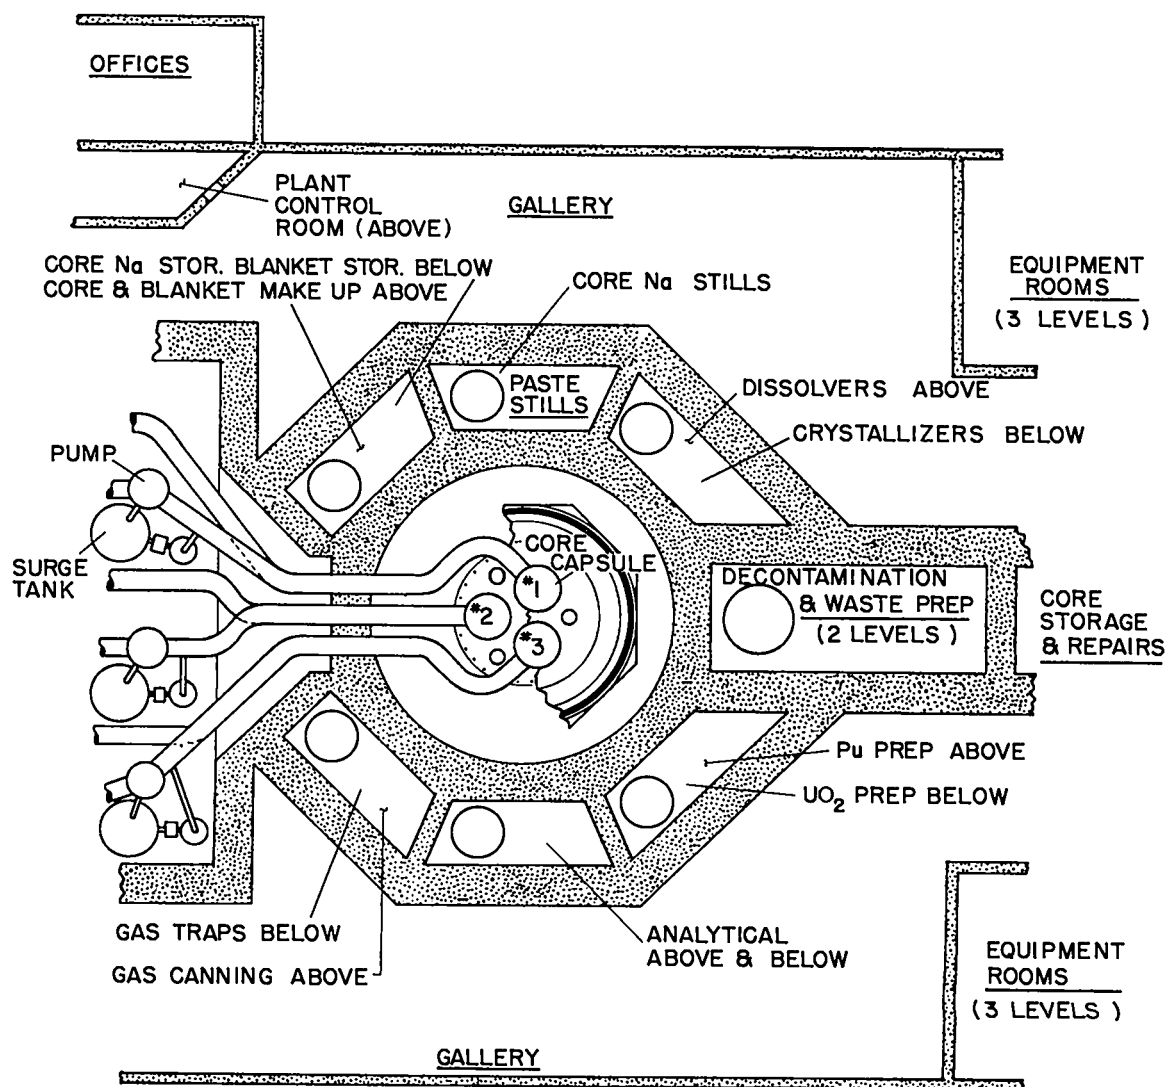 OFFICES
PLANT
CONTROL
ROOM (ABOVE)
GALLERY
CORE Na STOR. BLANKET STOR. BELOW
CORE & BLANKET MAKE UP ABOVE
CORE Na STILLS
EQUIPMENT
ROOMS
(3 LEVELS)
PASTE
STILLS
DISSOLVERS ABOVE
CRYSTALLIZERS BELOW
PUMP
SURGE
TANK
CORE
CAPSULE
#1
#2
#3
DECONTAMINATION
& WASTE PREP
(2 LEVELS)
CORE
STORAGE
& REPAIRS
Pu PREP ABOVE
UO2 PREP BELOW
GAS TRAPS BELOW
GAS CANNING ABOVE
ANALYTICAL
ABOVE & BELOW
EQUIPMENT
ROOMS
(3 LEVELS)
GALLERY